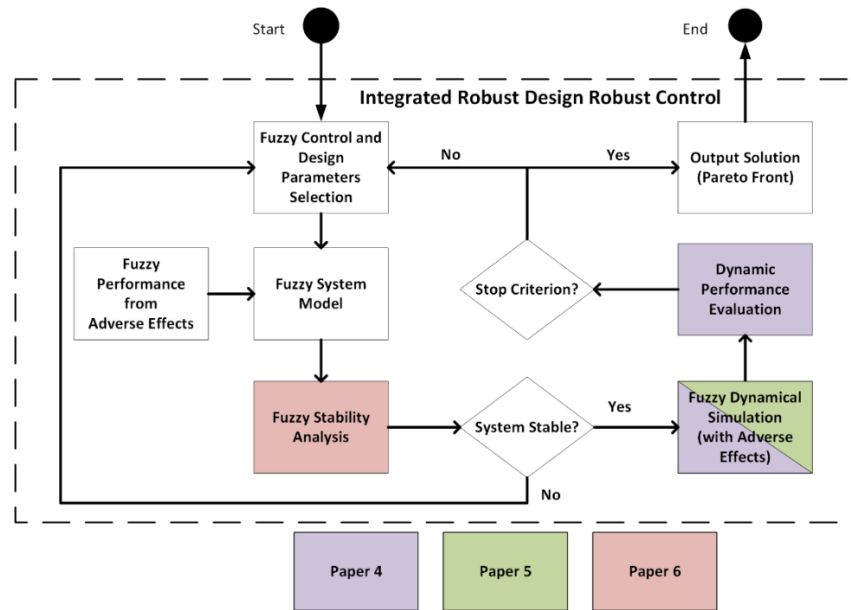 Start
End
Integrated Robust Design Robust Control
Fuzzy Control and
Design
Parameters
Selection
No
Yes
Output Solution
(Pareto Front)
Fuzzy
Performance
from
Adverse Effects
Fuzzy System
Model
Stop Criterion?
Dynamic
Performance
Evaluation
Fuzzy Stability
Analysis
System Stable?
Yes
Fuzzy Dynamical
Simulation
(with Adverse
Effects)
No
Paper 4
Paper 5
Paper 6